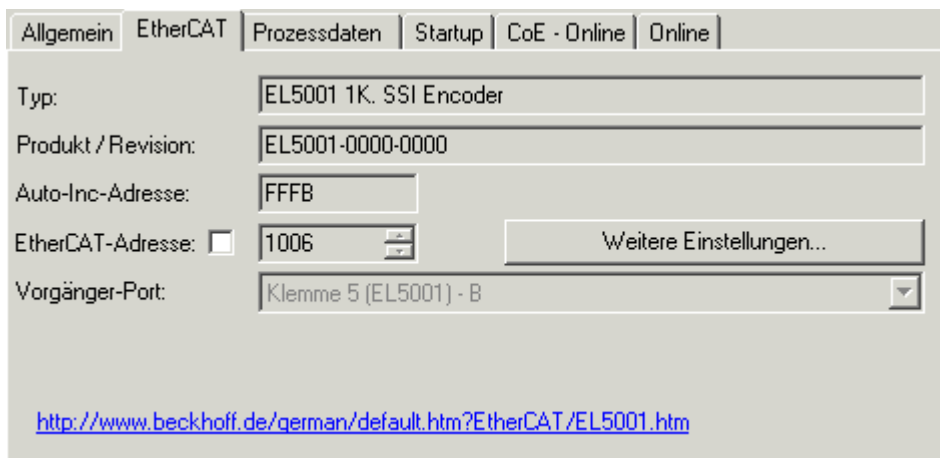 Allgemein EtherCAT Prozessdaten Startup CoE - Online Online
Typ: EL5001 1K. SSI Encoder
Produkt / Revision: EL5001-0000-0000
Auto-Inc-Adresse: FFFB
EtherCAT-Adresse: 1006 Weitere Einstellungen...
Vorgänger-Port: Klemme 5 (EL5001) - B
http://www.beckhoff.de/german/default.htm?EtherCAT/EL5001.htm